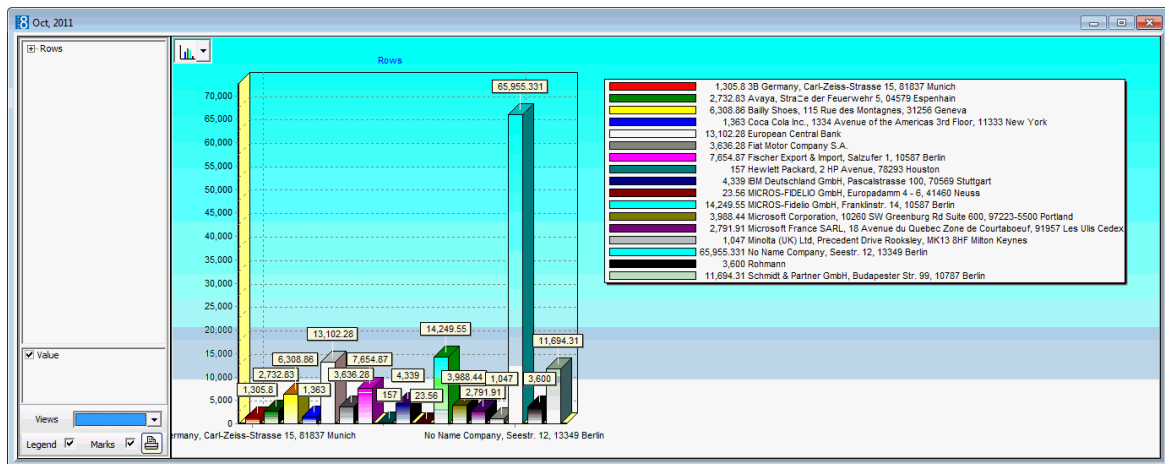 Oct, 2011
Rows
Rows
70,000
65,000
60,000
55,000
50,000
45,000
40,000
35,000
30,000
25,000
20,000
15,000
10,000
5,000
0
1,305.8
2,732.83
6,308.86
1,363
13,102.28
3,636.28
7,654.87
157
4,339
23.56
14,249.55
3,988.44
2,791.91
1,047
65,955.331
3,600
11,694.31
ermany, Carl-Zeiss-Strasse 15, 81837 Munich
No Name Company, Seestr. 12, 13349 Berlin
1,305.8 3B Germany, Carl-Zeiss-Strasse 15, 81837 Munich
2,732.83 Avaya, Straße der Feuerwehr 5, 04579 Espenhain
6,308.86 Bailly Shoes, 115 Rue des Montagnes, 31256 Geneva
1,363 Coca Cola Inc., 1334 Avenue of the Americas 3rd Floor, 11333 New York
13,102.28 European Central Bank
3,636.28 Fiat Motor Company S.A.
7,654.87 Fischer Export & Import, Salzufer 1, 10587 Berlin
157 Hewlett Packard, 2 HP Avenue, 78293 Houston
4,339 IBM Deutschland GmbH, Pascalstrasse 100, 70569 Stuttgart
23.56 MICROS-FIDELIO GmbH, Europadamm 4 - 6, 41460 Neuss
14,249.55 MICROS-Fidelio GmbH, Franklinstr. 14, 10587 Berlin
3,988.44 Microsoft Corporation, 10260 SW Greenburg Rd Suite 600, 97223-5500 Portland
2,791.91 Microsoft France SARL, 18 Avenue du Quebec Zone de Courtaboeuf, 91957 Les Ulis Cedex
1,047 Minolta (UK) Ltd, Precedent Drive Rooksley, MK13 8HF Milton Keynes
65,955.331 No Name Company, Seestr. 12, 13349 Berlin
3,600 Rohmann
11,694.31 Schmidt & Partner GmbH, Budapester Str. 99, 10787 Berlin
Value
Views
Legend
Marks